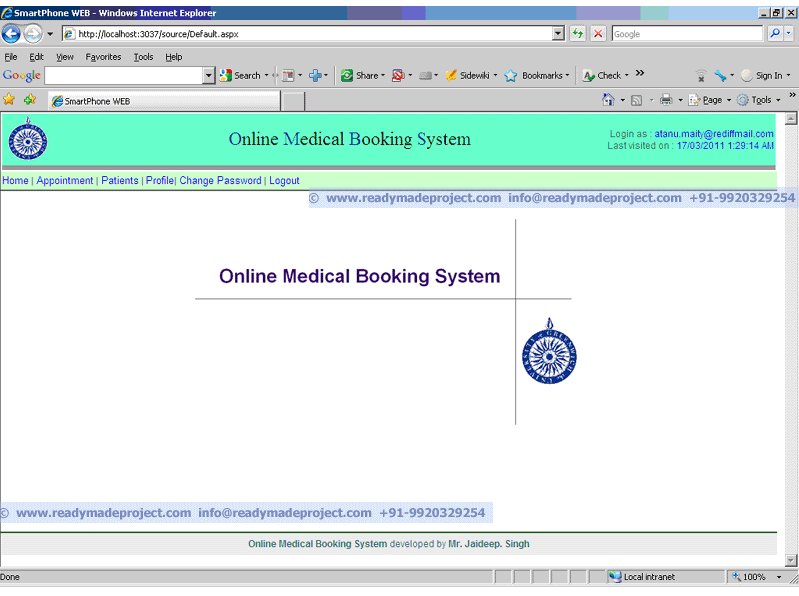 SmartPhone WEB - Windows Internet Explorer
http://localhost:3037/source/Default.aspx
Google
File Edit View Favorites Tools Help
Google Search Share Sidewiki Bookmarks Check Sign In
SmartPhone WEB
Page Tools
Online Medical Booking System
Login as : atanu.maity@rediffmail.com
Last visited on : 17/03/2011 1:29:14 AM
Home | Appointment | Patients | Profile| Change Password | Logout
© www.readymadeproject.com info@readymadeproject.com +91-9920329254
Online Medical Booking System
© www.readymadeproject.com info@readymadeproject.com +91-9920329254
Online Medical Booking System developed by Mr. Jaideep. Singh
Done
Local intranet
100%